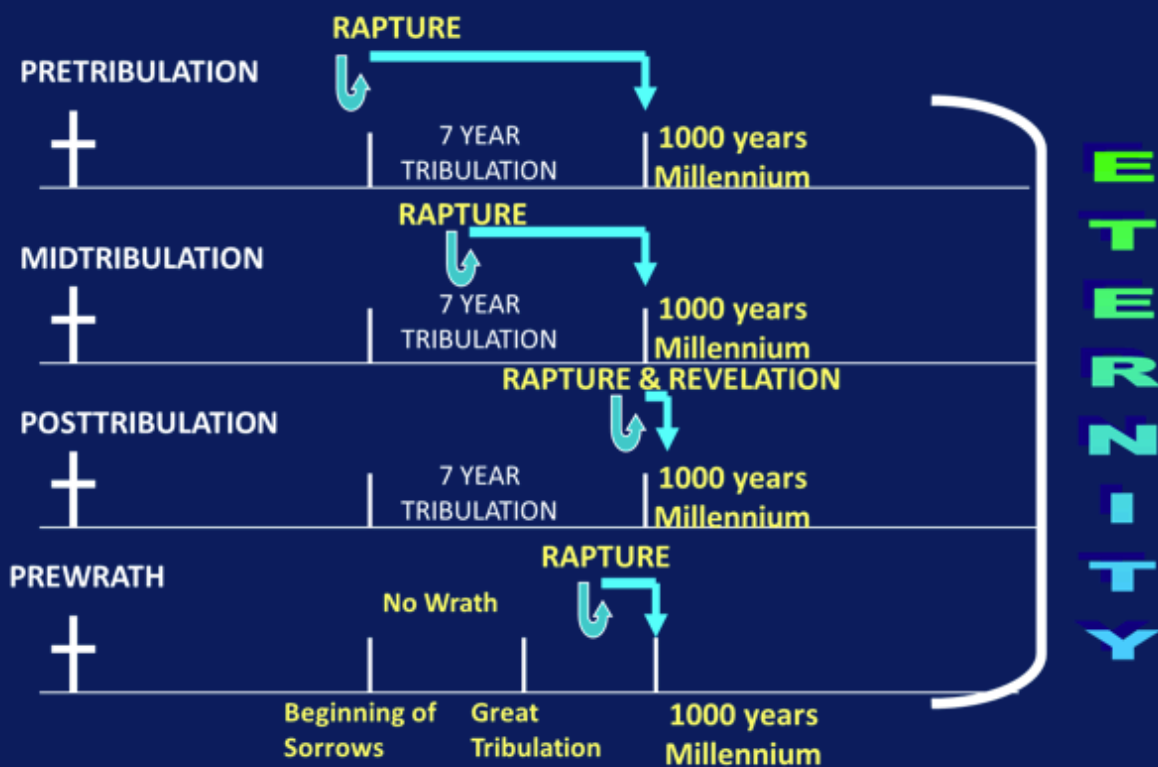 RAPTURE
PRETRIBULATION
7 YEAR
TRIBULATION
1000 years
Millennium
RAPTURE
MIDTRIBULATION
7 YEAR
TRIBULATION
1000 years
Millennium
RAPTURE & REVELATION
POSTTRIBULATION
7 YEAR
TRIBULATION
1000 years
Millennium
RAPTURE
PREWRATH
No Wrath
Beginning of
Sorrows
Great
Tribulation
1000 years
Millennium
ETERNITY